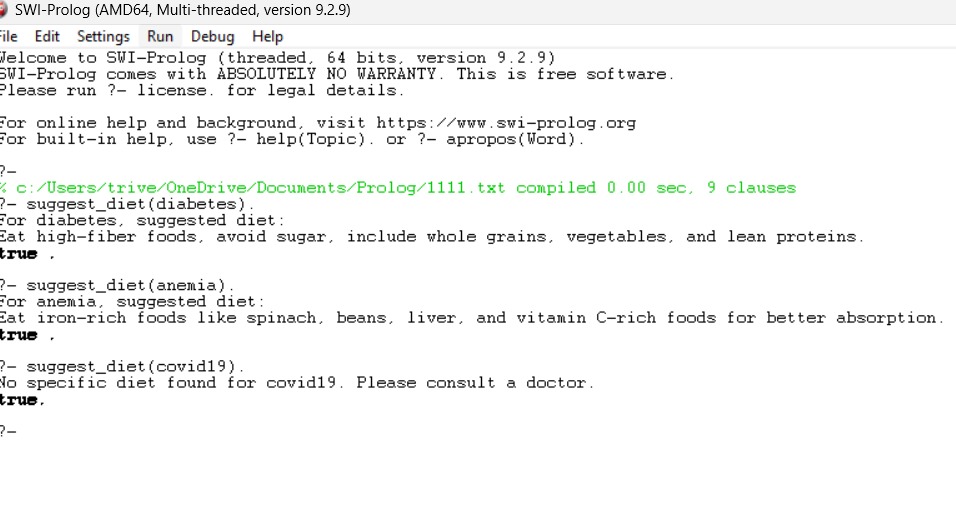 SWI-Prolog (AMD64, Multi-threaded, version 9.2.9)
File Edit Settings Run Debug Help
Welcome to SWI-Prolog (threaded, 64 bits, version 9.2.9)
SWI-Prolog comes with ABSOLUTELY NO WARRANTY. This is free software.
Please run ?- license. for legal details.
For online help and background, visit https://www.swi-prolog.org
For built-in help, use ?- help(Topic). or ?- apropos(Word).
?-
% c:/Users/trive/OneDrive/Documents/Prolog/1111.txt compiled 0.00 sec, 9 clauses
?- suggest_diet(diabetes).
For diabetes, suggested diet:
Eat high-fiber foods, avoid sugar, include whole grains, vegetables, and lean proteins.
true .
?- suggest_diet(anemia).
For anemia, suggested diet:
Eat iron-rich foods like spinach, beans, liver, and vitamin C-rich foods for better absorption.
true .
?- suggest_diet(covid19).
No specific diet found for covid19. Please consult a doctor.
true.
?-